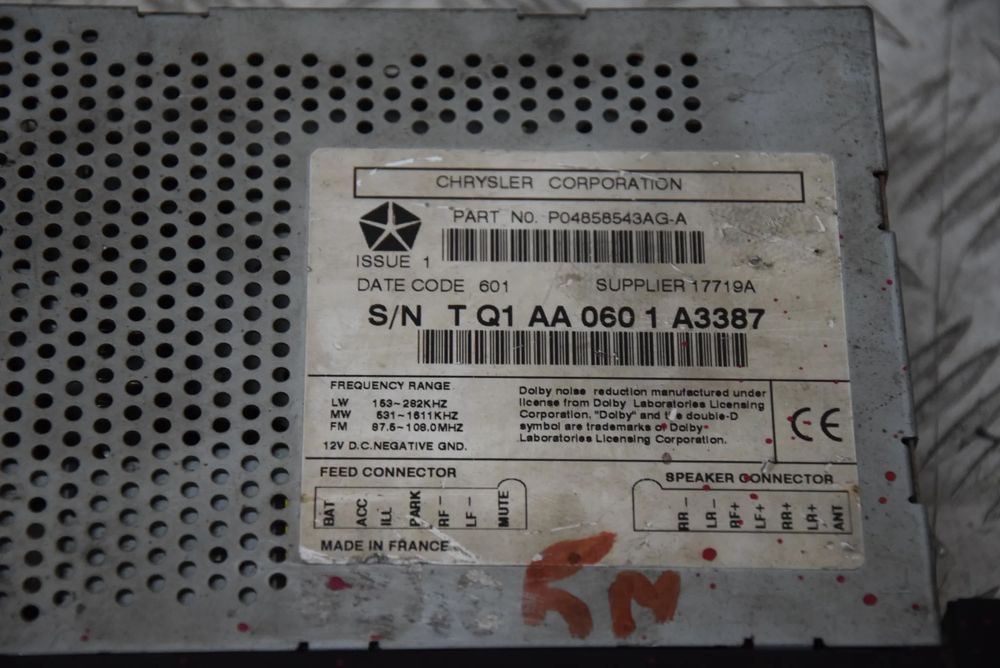 CHRYSLER CORPORATION
PART NO. P04858543AG-A
ISSUE 1
DATE CODE 601 SUPPLIER 17719A
S/N T Q1 AA 060 1 A3387
FREQUENCY RANGE
LW 153~282KHZ
MW 531~1611KHZ
FM 87.5~108.0MHZ
12V D.C.NEGATIVE GND.
Dolby noise reduction manufactured under
license from Dolby Laboratories Licensing
Corporation. "Dolby" and the double-D
symbol are trademarks of Dolby
Laboratories Licensing Corporation.
CE
FEED CONNECTOR
BAT ACC ILL PARK RF- LF- MUTE
SPEAKER CONNECTOR
RR- LR- RF+ LF+ RR+ LR+ ANT
MADE IN FRANCE